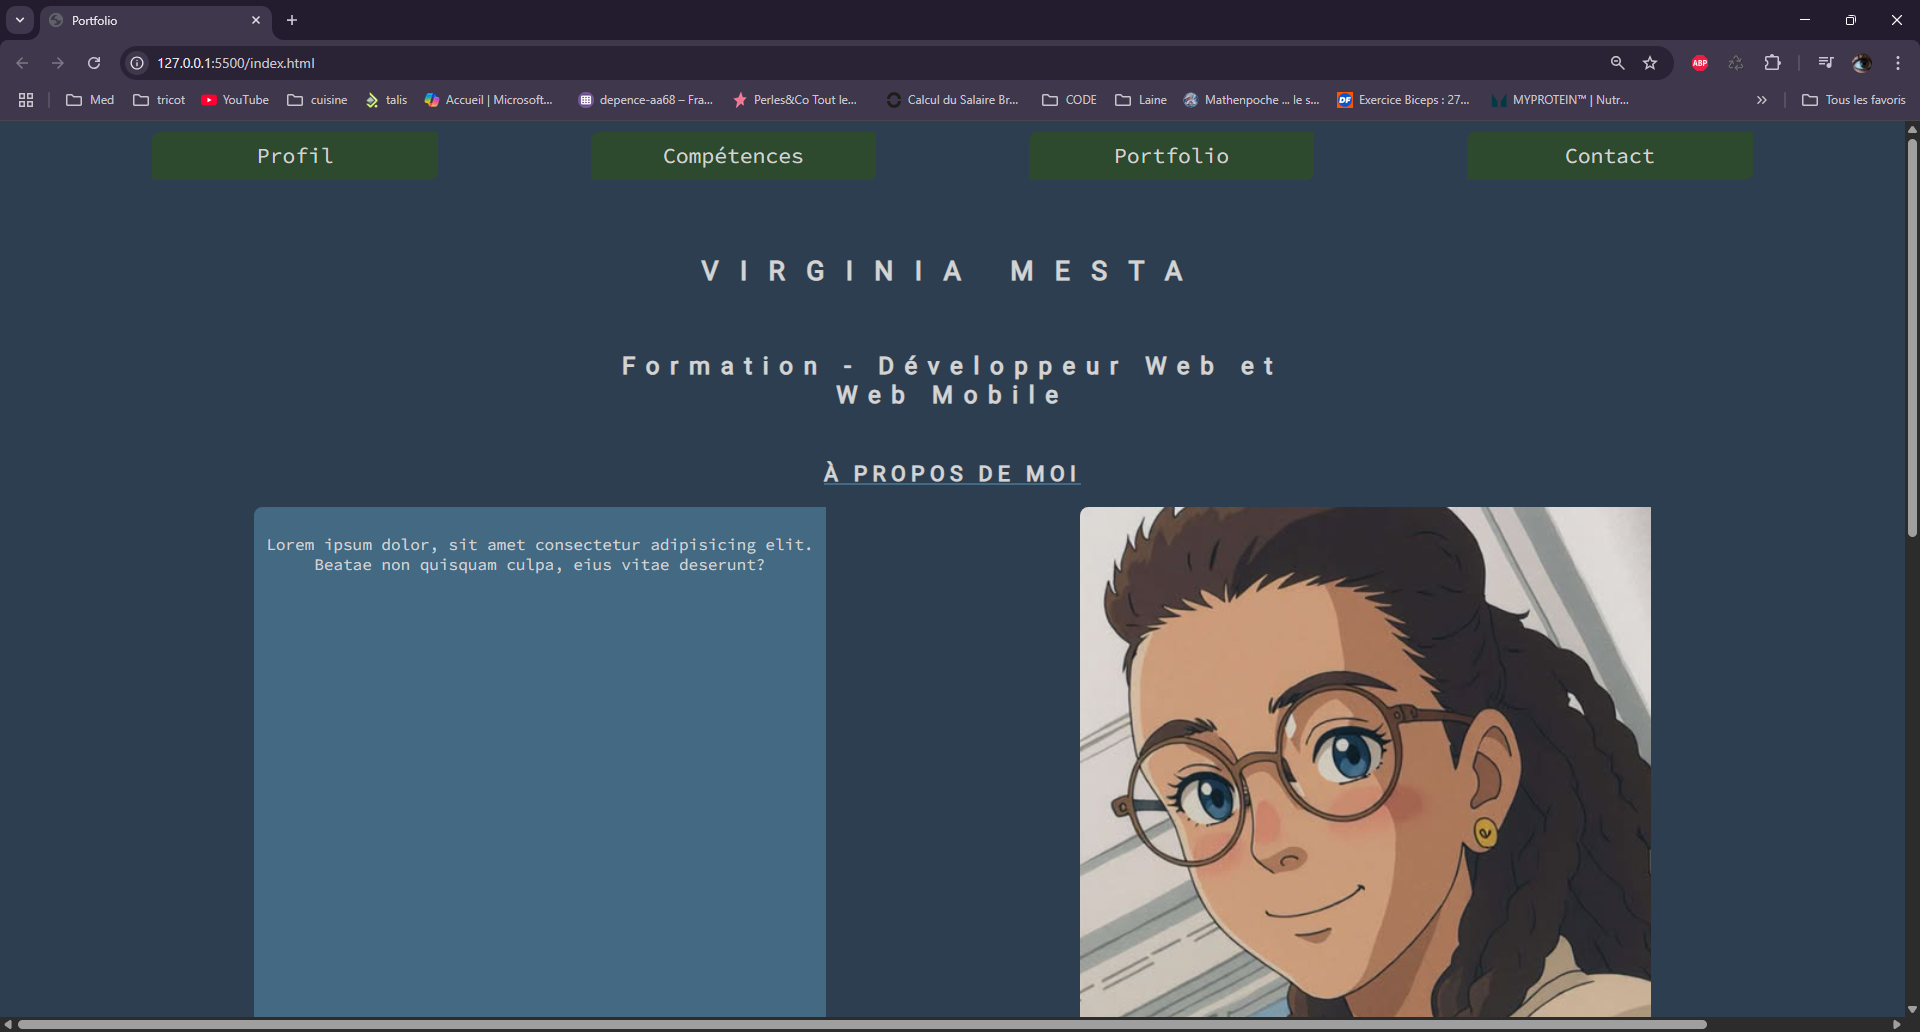 Portfolio
127.0.0.1:5500/index.html
ABP
Med
tricot
YouTube
cuisine
talis
Accueil | Microsoft...
depence-aa68 – Fra...
Perles&Co Tout le...
Calcul du Salaire Br...
CODE
Laine
Mathenpoche ... le s...
DF
Exercice Biceps : 27...
MYPROTEIN™ | Nutr...
Tous les favoris
Profil
Compétences
Portfolio
Contact
VIRGINIA MESTA
Formation - Développeur Web et
Web Mobile
À PROPOS DE MOI
Lorem ipsum dolor, sit amet consectetur adipisicing elit.
Beatae non quisquam culpa, eius vitae deserunt?